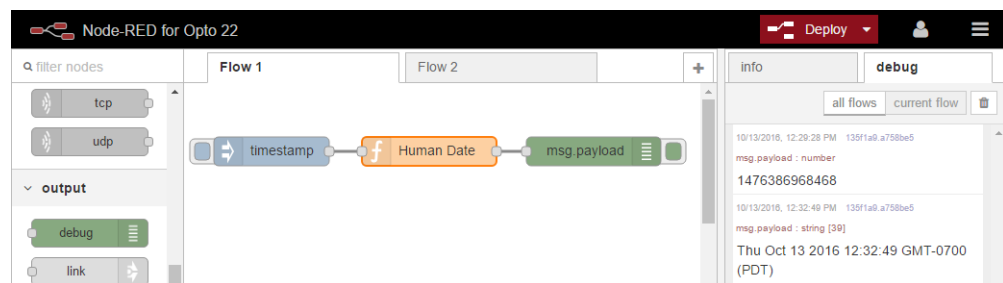 Node-RED for Opto 22
Deploy
filter nodes
Flow 1
Flow 2
+
info
debug
tcp
all flows
current flow
udp
timestamp
f
Human Date
msg.payload
10/13/2016, 12:29:28 PM 135f1a9.a758be5
msg.payload : number
1476386968468
output
10/13/2016, 12:32:49 PM 135f1a9.a758be5
msg.payload : string [39]
debug
Thu Oct 13 2016 12:32:49 GMT-0700
(PDT)
link